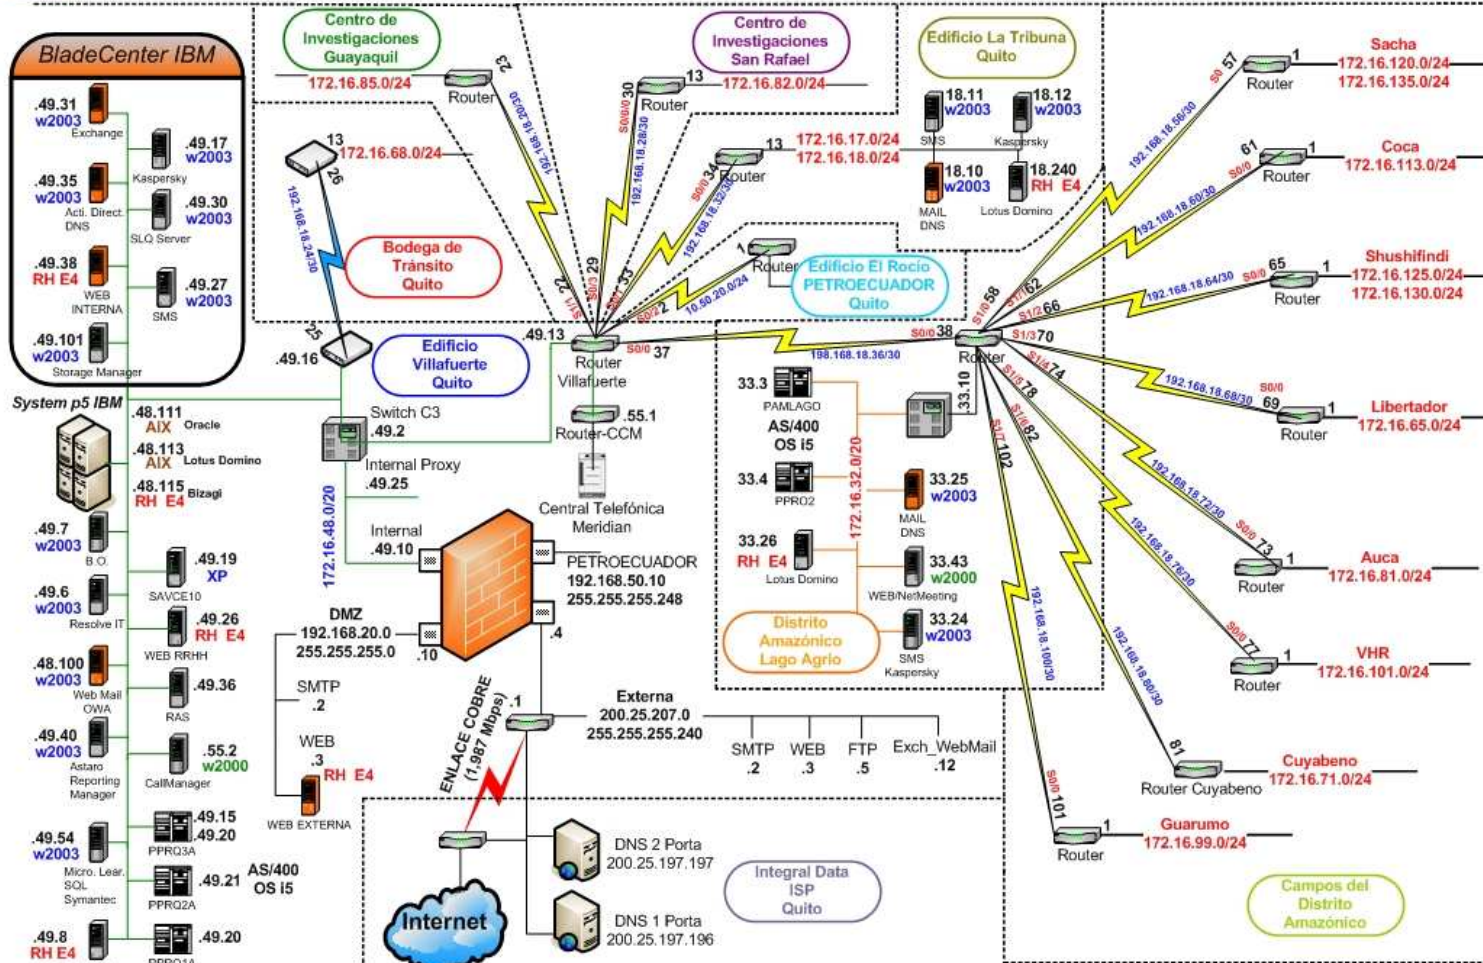 BladeCenter IBM
.49.31
w2003
Exchange
.49.17
w2003
Kaspersky
.49.35
w2003
Acti. Direct.
DNS
.49.30
w2003
SLQ Server
.49.38
RH E4
WEB
INTERNA
.49.27
w2003
SMS
.49.101
w2003
Storage Manager
System p5 IBM
.48.111
AIX Oracle
.48.113
AIX Lotus Domino
.48.115
RH E4 Bizagi
.49.7
w2003
B.O.
.49.19
XP
SAVCE10
.49.6
w2003
Resolve IT
.49.26
RH E4
WEB RRHH
.48.100
w2003
Web Mail
OWA
.49.36
RAS
.49.40
w2003
Astaro
Reporting
Manager
.55.2
w2000
CallManager
.49.15
.49.20
PPRQ3A
.49.54
w2003
Micro. Lear.
SQL
Symantec
.49.21
PPRQ2A
AS/400
OS i5
.49.8
RH E4
.49.20
PPRQ1A
Centro de
Investigaciones
Guayaquil
172.16.85.0/24
Router
23
192.168.18.20/30
22
S1/1
13
172.16.68.0/24
26
192.168.18.24/30
25
.49.16
Bodega de
Tránsito
Quito
Edificio
Villafuerte
Quito
Centro de
Investigaciones
San Rafael
13
172.16.82.0/24
Router
S0/0/0 30
192.168.18.28/30
S0/3 29
13
172.16.17.0/24
172.16.18.0/24
Router
S0/0 34
192.168.18.32/30
33
Edificio La Tribuna
Quito
18.11
w2003
SMS
18.12
w2003
Kaspersky
18.10
w2003
MAIL
DNS
18.240
RH E4
Lotus Domino
1
Router
10.50.20.0/24
S0/2 2
Edificio El Rocío
PETROECUADOR
Quito
.49.13
Router
Villafuerte
S0/0 37
198.168.18.36/30
S0/0 38
Router
Switch C3
.49.2
.55.1
Router-CCM
Central Telefónica
Meridian
Internal Proxy
.49.25
172.16.48.0/20
Internal
.49.10
PETROECUADOR
192.168.50.10
255.255.255.248
DMZ
192.168.20.0
255.255.255.0
.10
.4
SMTP
.2
WEB
.3
RH E4
WEB EXTERNA
ENLACE COBRE
(1,987 Mbps)
.1
Externa
200.25.207.0
255.255.255.240
SMTP
.2
WEB
.3
FTP
.5
Exch_WebMail
.12
Internet
DNS 2 Porta
200.25.197.197
DNS 1 Porta
200.25.197.196
Integral Data
ISP
Quito
33.3
PAMLAGO
AS/400
OS i5
33.4
PPRO2
172.16.32.0/20
.33.10
33.25
w2003
MAIL
DNS
33.26
RH E4
Lotus Domino
33.43
w2000
WEB/NetMeeting
33.24
w2003
SMS
Kaspersky
Distrito
Amazónico
Lago Agrio
S1/0 58
S1/1 62
S1/2 66
S1/3 70
S1/4 74
S1/5 78
S1/6 82
S1/7 102
S0 57
192.168.18.56/30
Router
1
Sacha
172.16.120.0/24
172.16.135.0/24
S0/0 61
192.168.18.60/30
Router
1
Coca
172.16.113.0/24
S0/0 65
192.168.18.64/30
Router
1
Shushifindi
172.16.125.0/24
172.16.130.0/24
S0/0
69
192.168.18.68/30
Router
1
Libertador
172.16.65.0/24
S0/0 73
192.168.18.72/30
Router
1
Auca
172.16.81.0/24
S0/0 77
192.168.18.76/30
Router
1
VHR
172.16.101.0/24
81
192.168.18.80/30
Router Cuyabeno
Cuyabeno
172.16.71.0/24
S0/0 101
192.168.18.100/30
Router
1
Guarumo
172.16.99.0/24
Campos del
Distrito
Amazónico